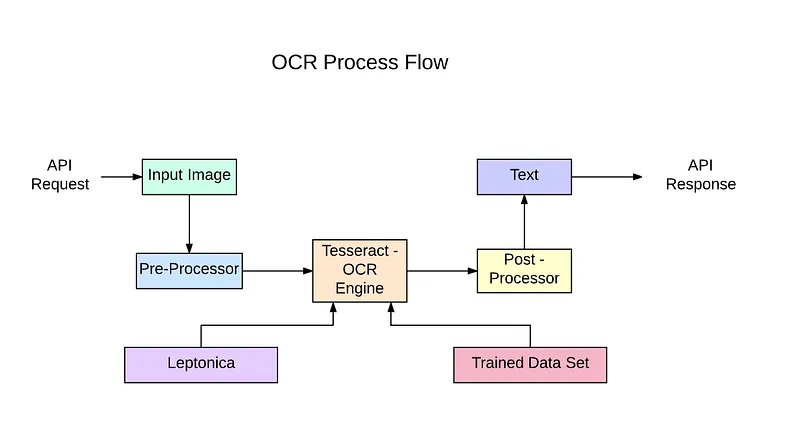 OCR Process Flow
API
Request
Input Image
Text
API
Response
Pre-Processor
Tesseract -
OCR
Engine
Post -
Processor
Leptonica
Trained Data Set